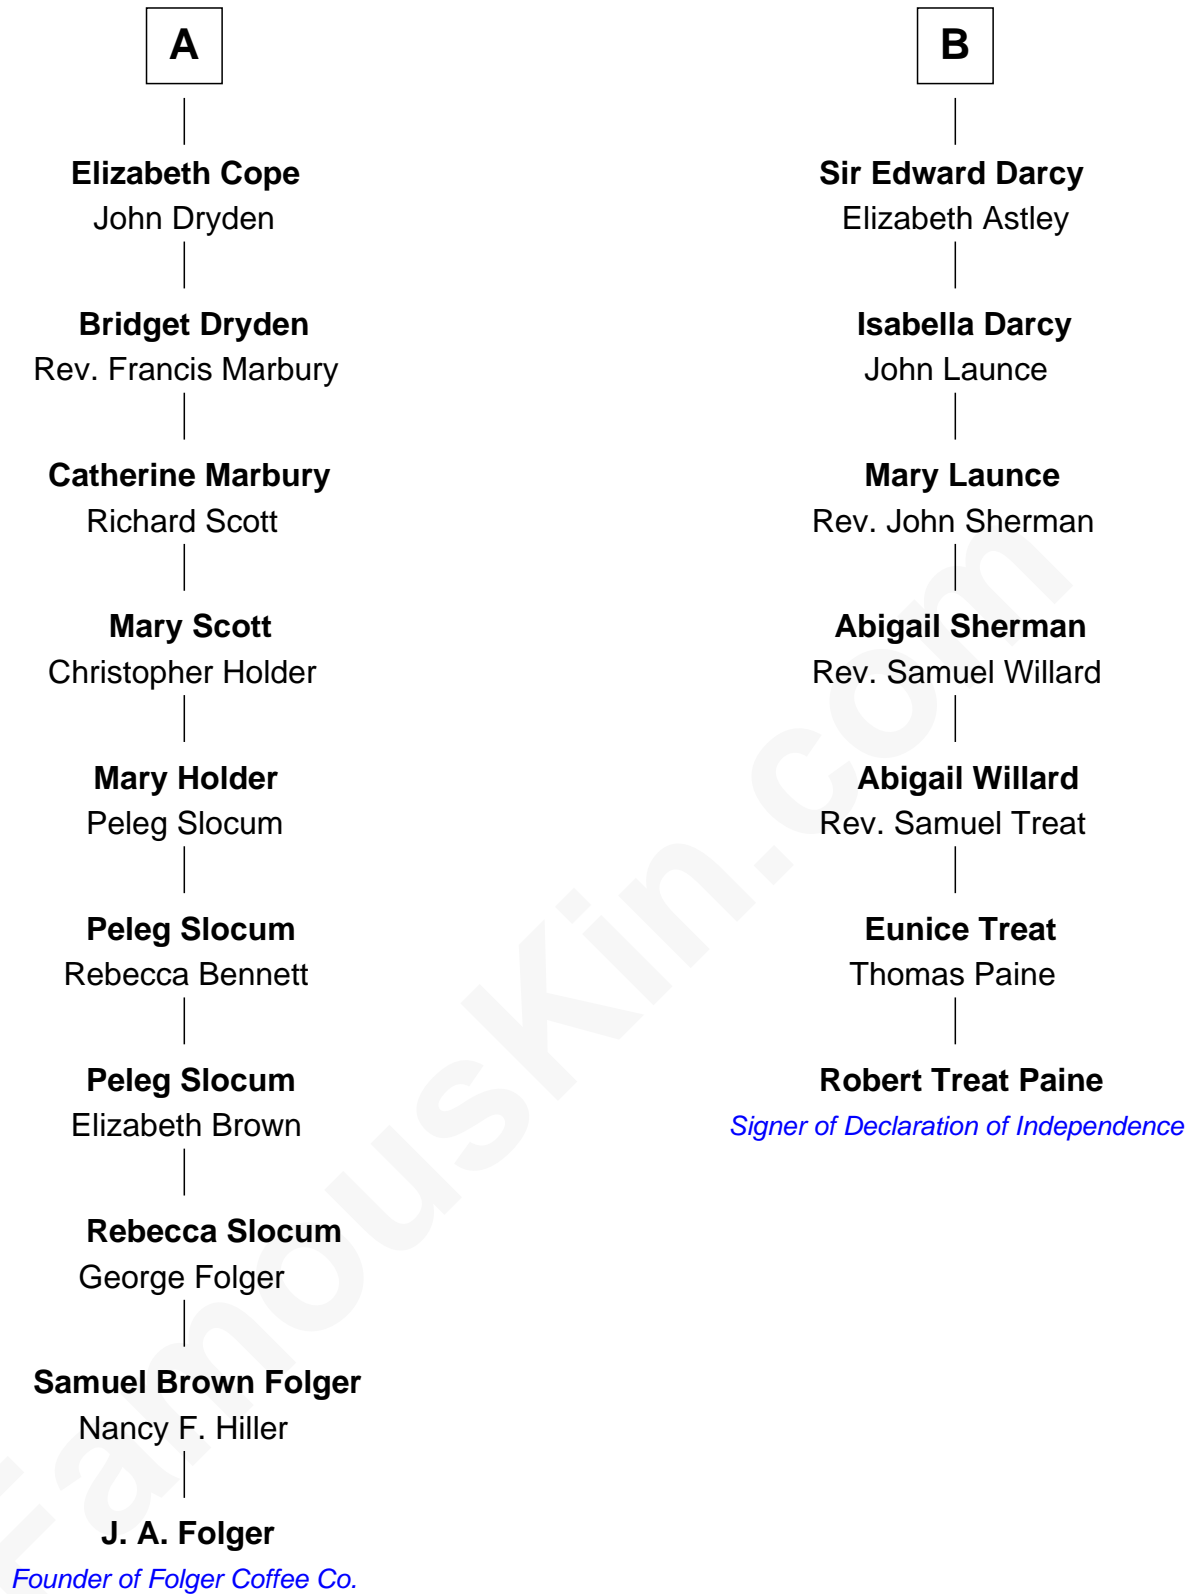 A
Elizabeth Cope
John Dryden
Bridget Dryden
Rev. Francis Marbury
Catherine Marbury
Richard Scott
Mary Scott
Christopher Holder
Mary Holder
Peleg Slocum
Peleg Slocum
Rebecca Bennett
Peleg Slocum
Elizabeth Brown
Rebecca Slocum
George Folger
Samuel Brown Folger
Nancy F. Hiller
J. A. Folger
Founder of Folger Coffee Co.
B
Sir Edward Darcy
Elizabeth Astley
Isabella Darcy
John Launce
Mary Launce
Rev. John Sherman
Abigail Sherman
Rev. Samuel Willard
Abigail Willard
Rev. Samuel Treat
Eunice Treat
Thomas Paine
Robert Treat Paine
Signer of Declaration of Independence
FamousKin.com